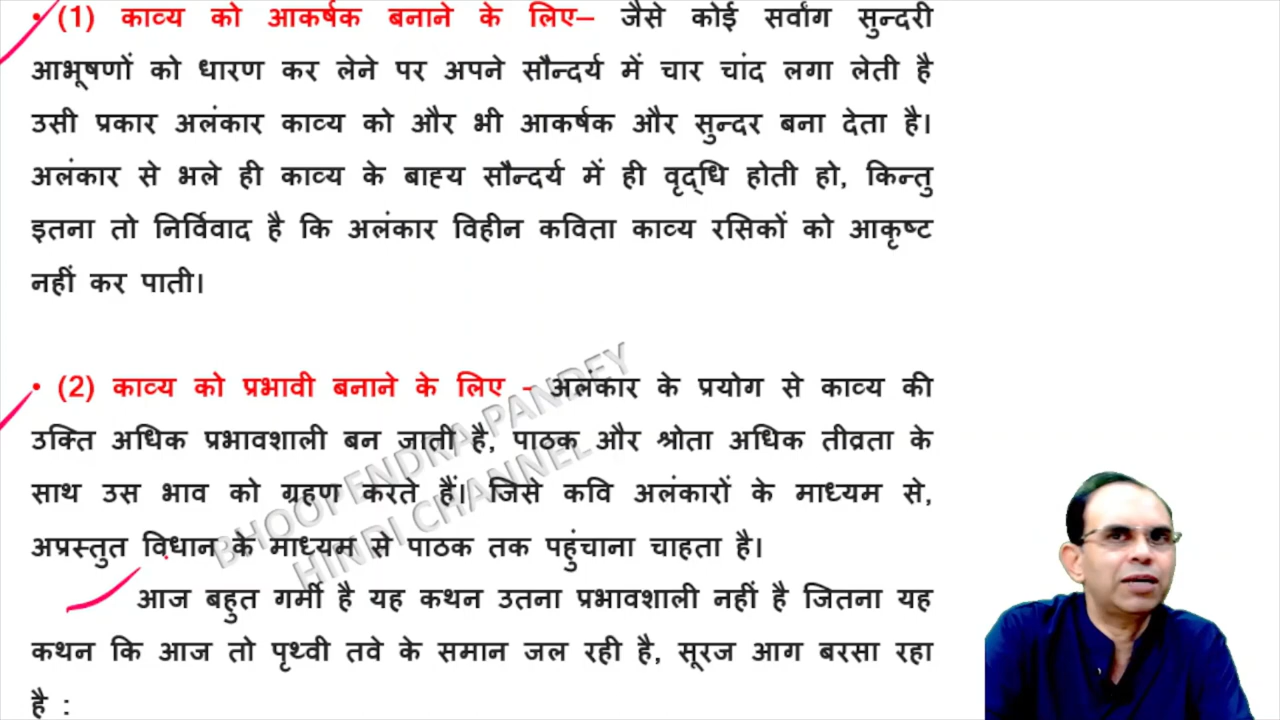 • (1) काव्य को आकर्षक बनाने के लिए– जैसे कोई सर्वांग सुन्दरी
आभूषणों को धारण कर लेने पर अपने सौन्दर्य में चार चांद लगा लेती है
उसी प्रकार अलंकार काव्य को और भी आकर्षक और सुन्दर बना देता है।
अलंकार से भले ही काव्य के बाह्य सौन्दर्य में ही वृद्धि होती हो, किन्तु
इतना तो निर्विवाद है कि अलंकार विहीन कविता काव्य रसिकों को आकृष्ट
नहीं कर पाती।
• (2) काव्य को प्रभावी बनाने के लिए - अलंकार के प्रयोग से काव्य की
उक्ति अधिक प्रभावशाली बन जाती है, पाठक और श्रोता अधिक तीव्रता के
साथ उस भाव को ग्रहण करते हैं। जिसे कवि अलंकारों के माध्यम से,
अप्रस्तुत विधान के माध्यम से पाठक तक पहुंचाना चाहता है।
आज बहुत गर्मी है यह कथन उतना प्रभावशाली नहीं है जितना यह
कथन कि आज तो पृथ्वी तवे के समान जल रही है, सूरज आग बरसा रहा
है :
BHOOPENDRA PANDEY
HINDI CHANNEL